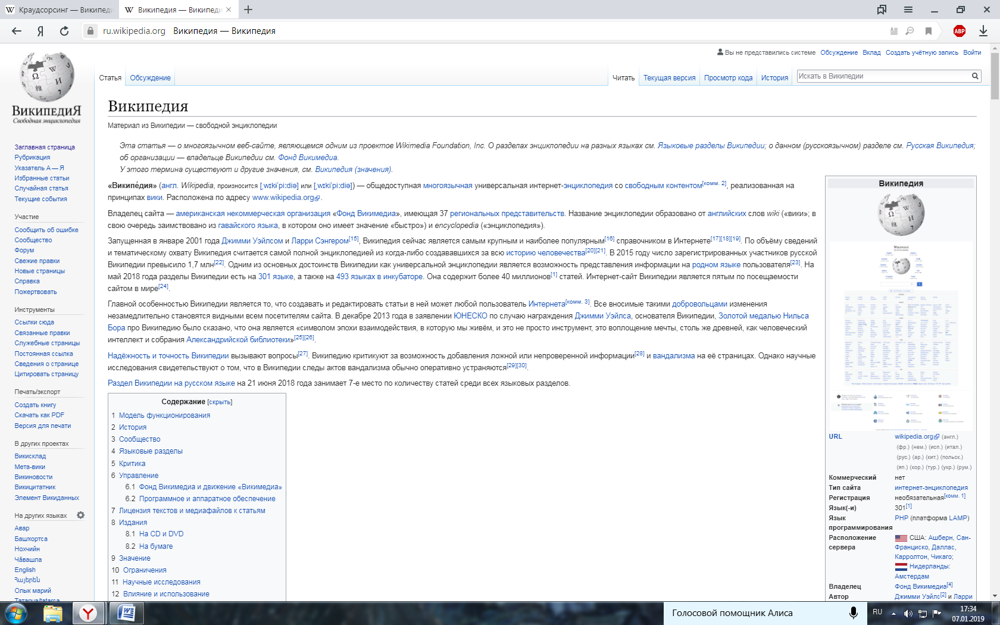 Краудсорсинг — Википеди
Википедия — Википеди
ru.wikipedia.org Википедия — Википедия
ABP
ВикипедиЯ
Свободная энциклопедия
Вы не представились системе Обсуждение Вклад Создать учётную запись Войти
Статья Обсуждение Читать Текущая версия Просмотр кода История Искать в Википедии
Википедия
Материал из Википедии — свободной энциклопедии
Эта статья — о многоязычном веб-сайте, являющемся одним из проектов Wikimedia Foundation, Inc. О разделах энциклопедии на разных языках см. Языковые разделы Википедии; о данном (русскоязычном) разделе см. Русская Википедия;
об организации — владельце Википедии см. Фонд Викимедиа.
У этого термина существуют и другие значения, см. Википедия (значения).
«Википе́дия» (англ. Wikipedia, произносится [ˌwɪkɨˈpiːdiə] или [ˌwɪkiˈpiːdiə]) — общедоступная многоязычная универсальная интернет-энциклопедия со свободным контентом[комм. 2], реализованная на
принципах вики. Расположена по адресу www.wikipedia.org.
Владелец сайта — американская некоммерческая организация «Фонд Викимедиа», имеющая 37 региональных представительств. Название энциклопедии образовано от английских слов wiki («вики»; в
свою очередь заимствовано из гавайского языка, в котором оно имеет значение «быстро») и encyclopedia («энциклопедия»).
Запущенная в январе 2001 года Джимми Уэйлсом и Ларри Сэнгером[15], Википедия сейчас является самым крупным и наиболее популярным[16] справочником в Интернете[17][18][19]. По объёму сведений
и тематическому охвату Википедия считается самой полной энциклопедией из когда-либо создававшихся за всю историю человечества[20][21]. В 2015 году число зарегистрированных участников русской
Википедии превысило 1,7 млн[22]. Одним из основных достоинств Википедии как универсальной энциклопедии является возможность представления информации на родном языке пользователя[23]. На
май 2018 года разделы Википедии есть на 301 языке, а также на 493 языках в инкубаторе. Она содержит более 40 миллионов[1] статей. Интернет-сайт Википедии является пятым по посещаемости
сайтом в мире[24].
Главной особенностью Википедии является то, что создавать и редактировать статьи в ней может любой пользователь Интернета[комм. 3]. Все вносимые такими добровольцами изменения
незамедлительно становятся видными всем посетителям сайта. В декабре 2013 года в заявлении ЮНЕСКО по случаю награждения Джимми Уэйлса, основателя Википедии, Золотой медалью Нильса
Бора про Википедию было сказано, что она является «символом эпохи взаимодействия, в которую мы живём, и это не просто инструмент, это воплощение мечты, столь же древней, как человеческий
интеллект и собрания Александрийской библиотеки»[25][26].
Надёжность и точность Википедии вызывают вопросы[27]. Википедию критикуют за возможность добавления ложной или непроверенной информации[28] и вандализма на её страницах. Однако научные
исследования свидетельствуют о том, что в Википедии следы актов вандализма обычно оперативно устраняются[29][30].
Раздел Википедии на русском языке на 21 июня 2018 года занимает 7-е место по количеству статей среди всех языковых разделов.
Содержание [скрыть]
1 Модель функционирования
2 История
3 Сообщество
4 Языковые разделы
5 Критика
6 Управление
6.1 Фонд Викимедиа и движение «Викимедиа»
6.2 Программное и аппаратное обеспечение
7 Лицензия текстов и медиафайлов к статьям
8 Издания
8.1 На CD и DVD
8.2 На бумаге
9 Значение
10 Ограничения
11 Научные исследования
12 Влияние и использование
Заглавная страница
Рубрикация
Указатель А — Я
Избранные статьи
Случайная статья
Текущие события
Участие
Сообщить об ошибке
Сообщество
Форум
Свежие правки
Новые страницы
Справка
Пожертвовать
Инструменты
Ссылки сюда
Связанные правки
Служебные страницы
Постоянная ссылка
Сведения о странице
Цитировать страницу
Печать/экспорт
Создать книгу
Скачать как PDF
Версия для печати
В других проектах
Викисклад
Мета-вики
Викиновости
Викицитатник
Элемент Викиданных
На других языках
Авар
Башҡортса
Нохчийн
Чӑвашла
English
Հայերեն
Олык марий
Татарча/tatarça
Википедия
URL wikipedia.org (англ.)
(фр.) (нем.) (исп.) (итал.)
(рус.) (ар.) (кит.) (польск.)
(яп.) (кор.) (тур.) (укр.) (рум.)
Коммерческий нет
Тип сайта интернет-энциклопедия
Регистрация необязательная[комм. 1]
Язык(-и) 301[1]
Язык программирования PHP (платформа LAMP)
Расположение сервера США: Ашберн, Сан-
Франциско, Даллас,
Карролтон, Чикаго;
Нидерланды:
Амстердам
Владелец Фонд Викимедиа[4]
Автор Джимми Уэйлс[2] и Ларри
Голосовой помощник Алиса
RU
17:34
07.01.2019